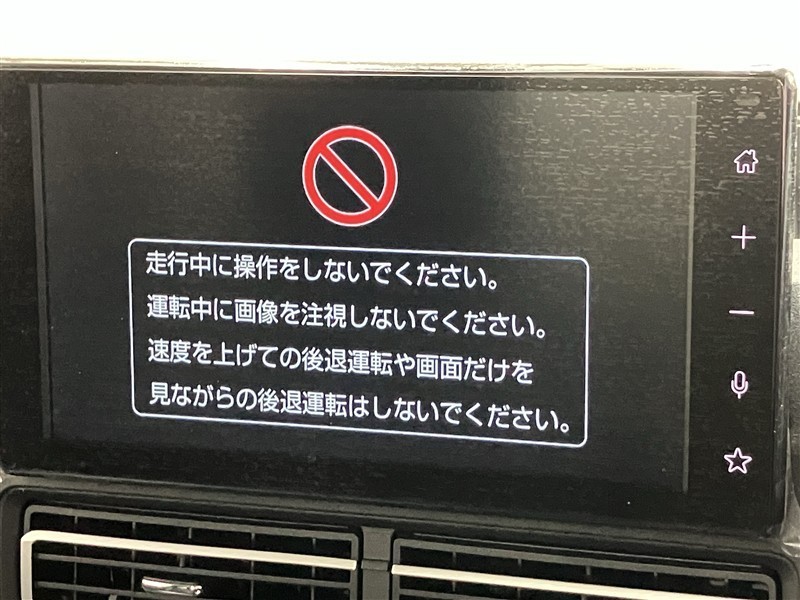 走行中に操作をしないでください。
運転中に画像を注視しないでください。
速度を上げての後退運転や画面だけを
見ながらの後退運転はしないでください。